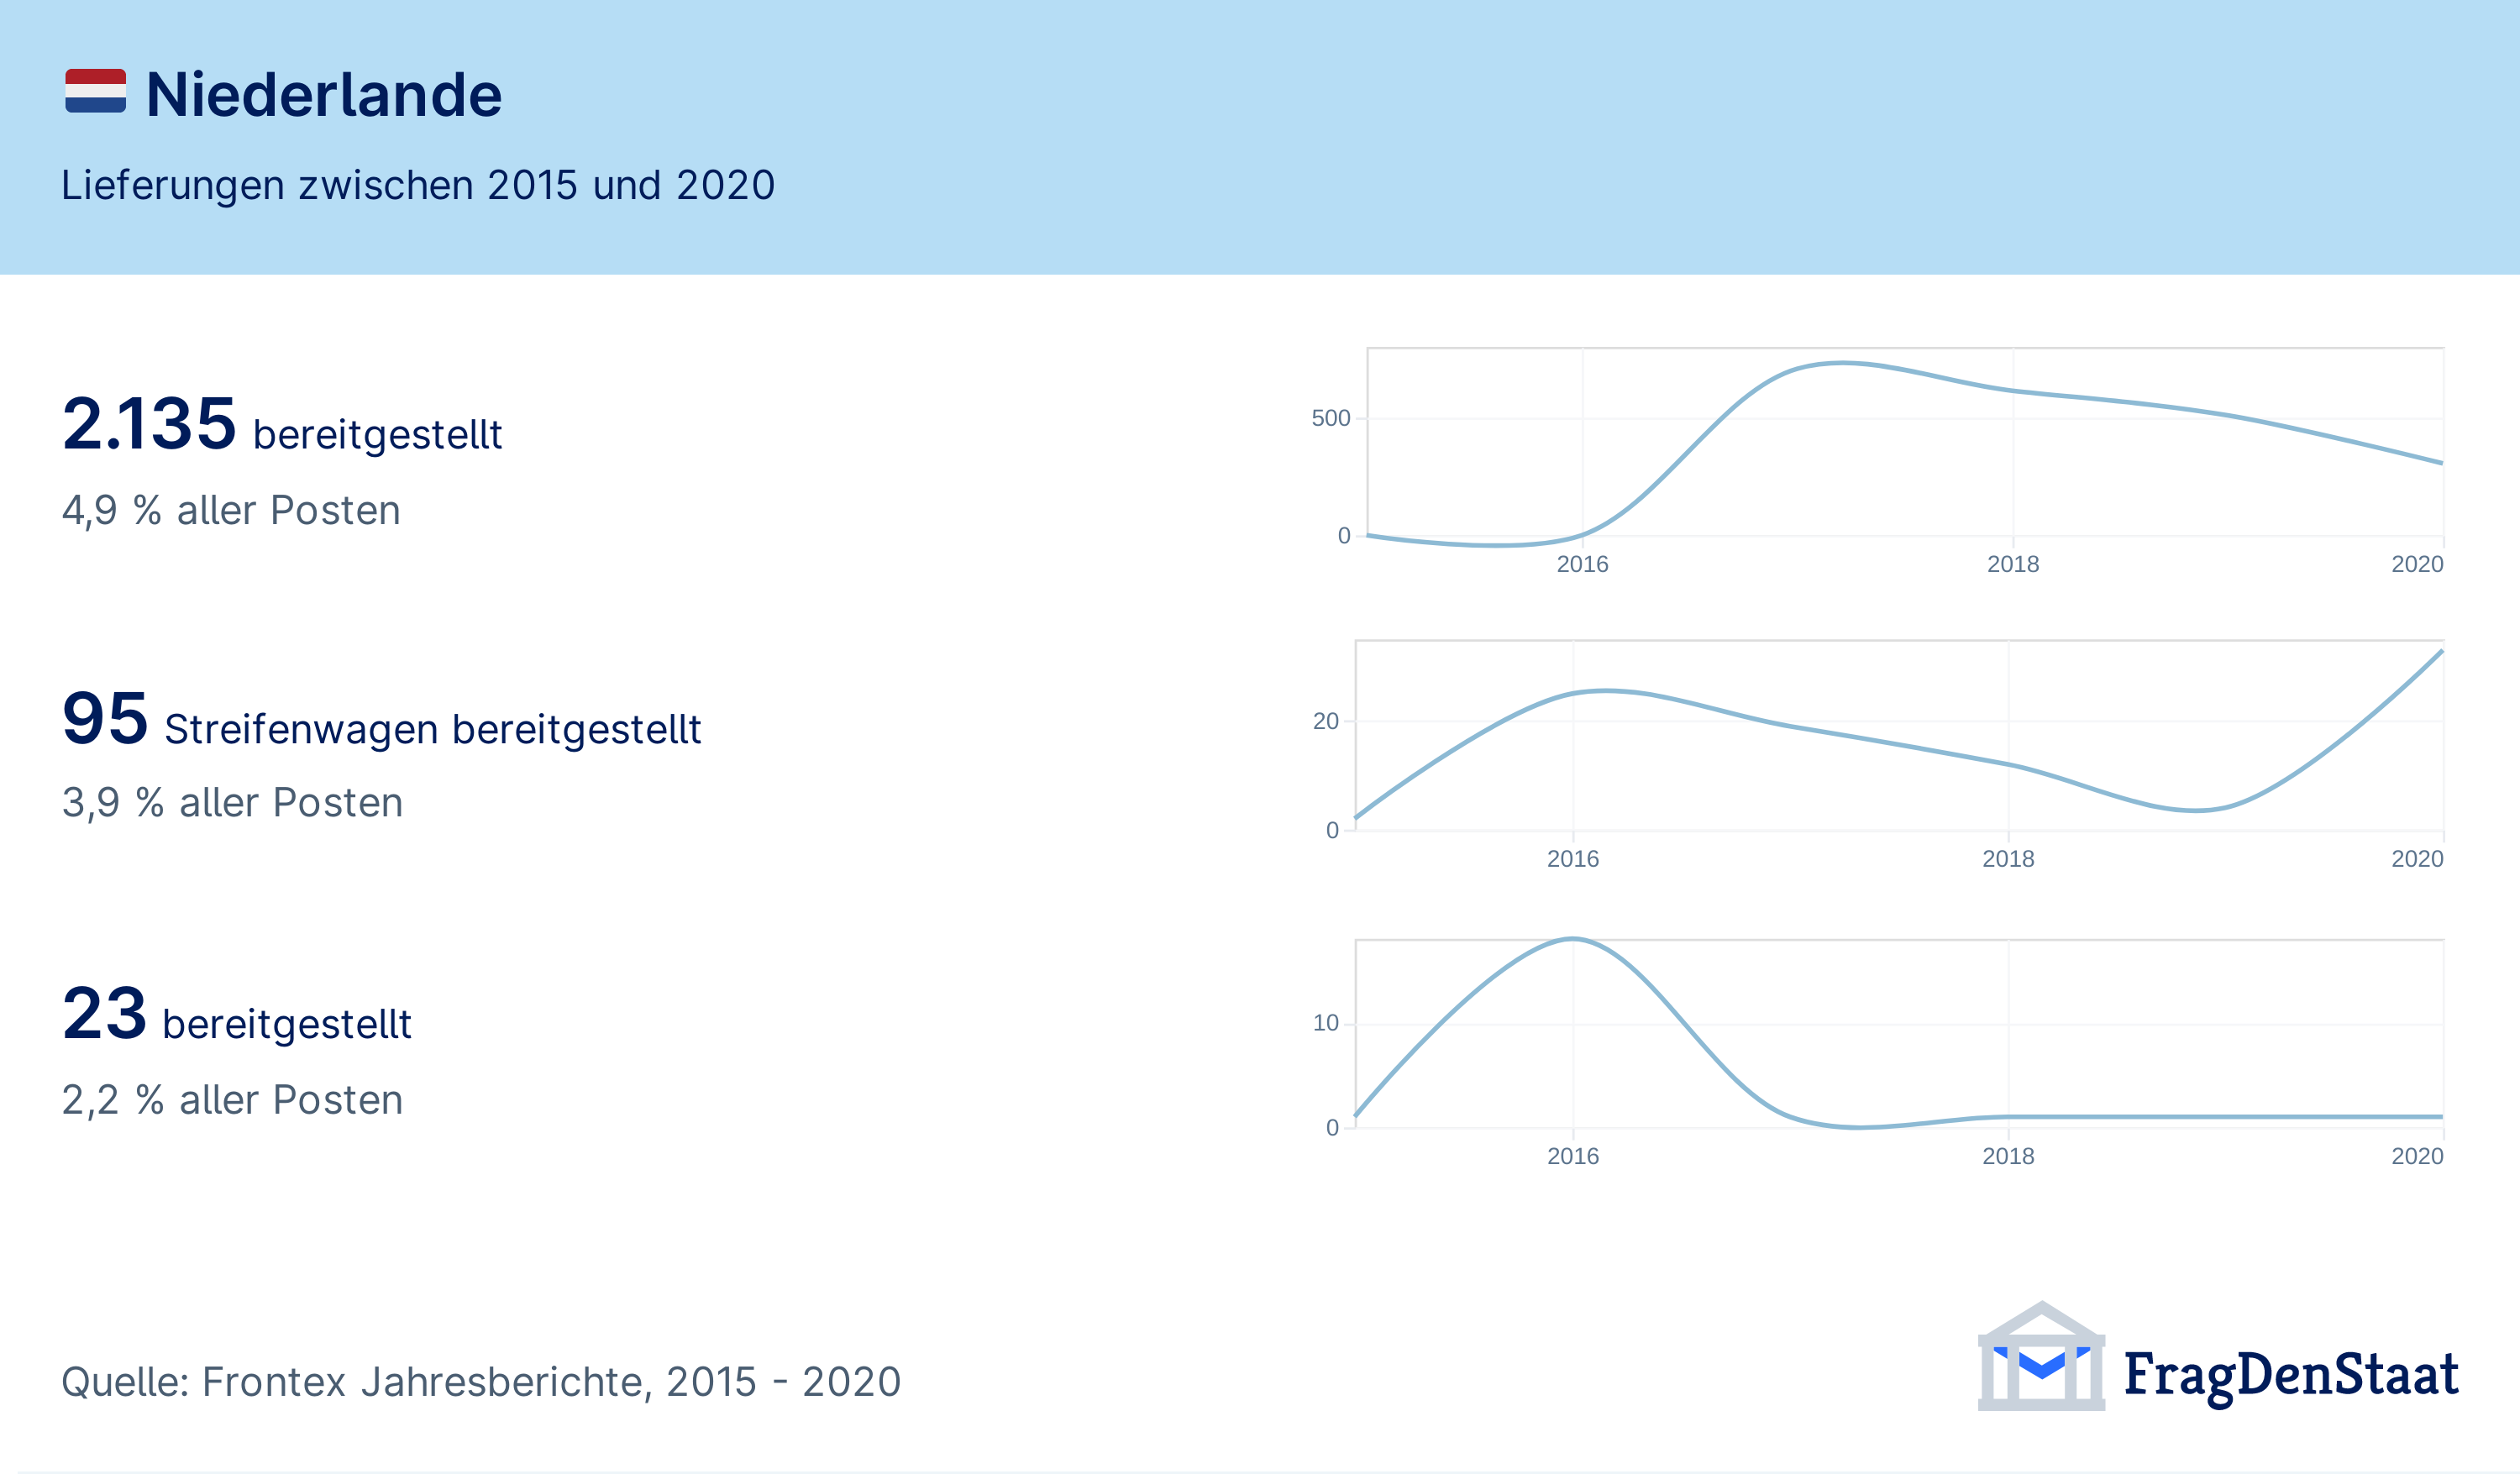 Niederlande
Lieferungen zwischen 2015 und 2020
2.135 bereitgestellt
4,9 % aller Posten
500
0
2016 2018 2020
95 Streifenwagen bereitgestellt
3,9 % aller Posten
20
0
2016 2018 2020
23 bereitgestellt
2,2 % aller Posten
10
0
2016 2018 2020
Quelle: Frontex Jahresberichte, 2015 - 2020
FragDenStaat